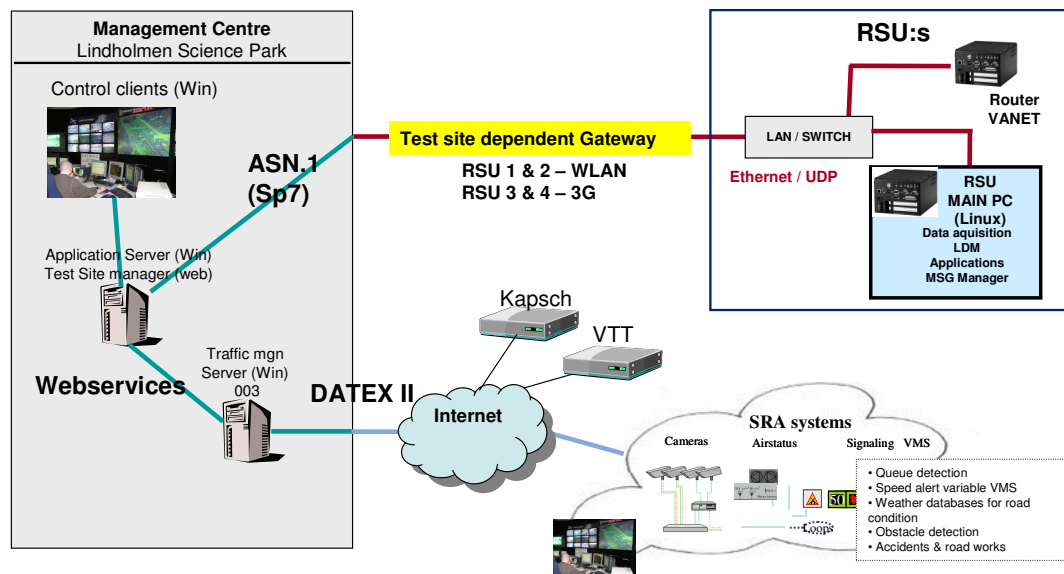 Management Centre
Lindholmen Science Park
Control clients (Win)
ASN.1
(Sp7)
Application Server (Win)
Test Site manager (web)
Webservices
Traffic mgn
Server (Win)
003
DATEX II
Test site dependent Gateway
RSU 1 & 2 – WLAN
RSU 3 & 4 – 3G
RSU:s
Router
VANET
LAN / SWITCH
Ethernet / UDP
RSU
MAIN PC
(Linux)
Data aquisition
LDM
Applications
MSG Manager
Kapsch
VTT
Internet
SRA systems
Cameras
Airstatus
Signaling VMS
50
Loops
• Queue detection
• Speed alert variable VMS
• Weather databases for road
condition
• Obstacle detection
• Accidents & road works